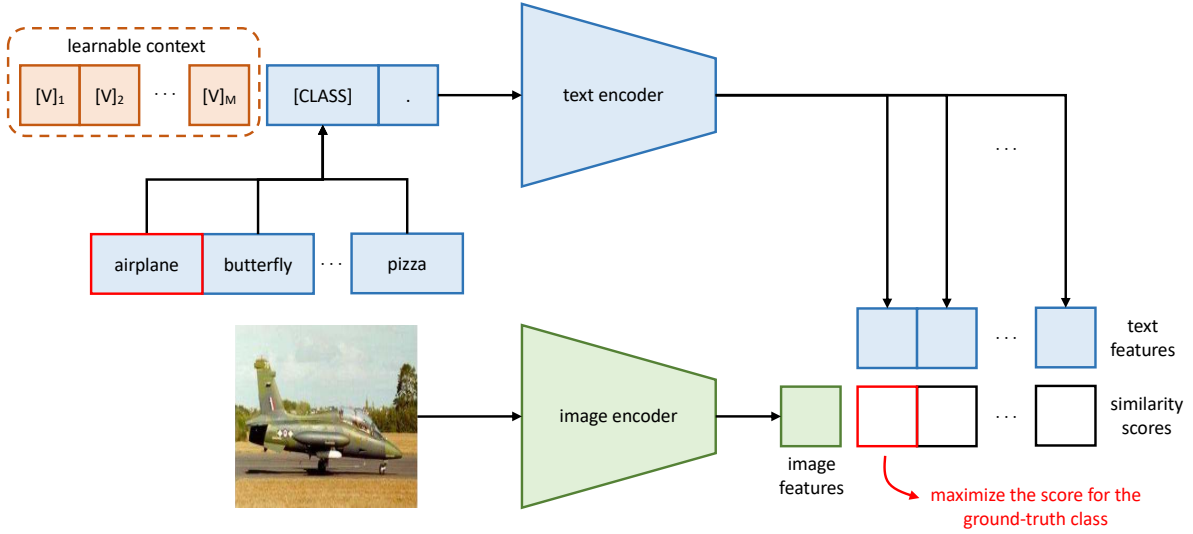 learnable context
[V]1 [V]2 ... [V]M [CLASS] .
text encoder
...
airplane butterfly ... pizza
... text
features
image encoder
... similarity
scores
image
features
maximize the score for the
ground-truth class